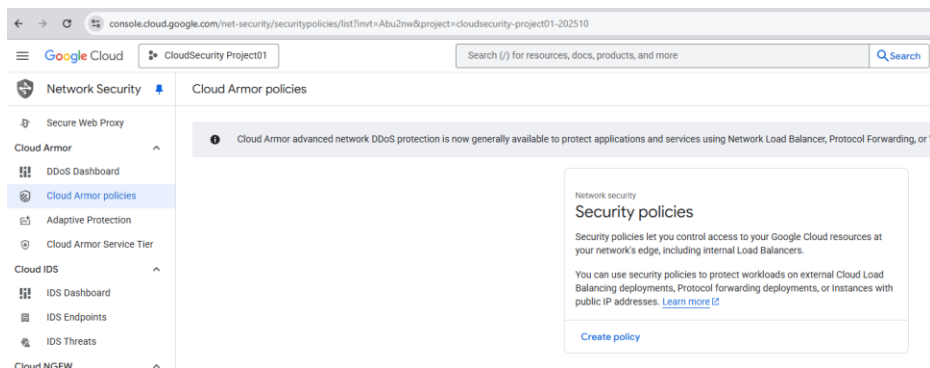 console.cloud.google.com/net-security/securitypolicies/list?invt=Abu2nw&project=cloudsecurity-project01-202510
Google Cloud
CloudSecurity Project01
Search (/) for resources, docs, products, and more
Search
Network Security
Cloud Armor policies
Secure Web Proxy
Cloud Armor
DDoS Dashboard
Cloud Armor policies
Adaptive Protection
Cloud Armor Service Tier
Cloud IDS
IDS Dashboard
IDS Endpoints
IDS Threats
Cloud NGFW
Cloud Armor advanced network DDoS protection is now generally available to protect applications and services using Network Load Balancer, Protocol Forwarding, or
Network security
Security policies
Security policies let you control access to your Google Cloud resources at
your network's edge, including internal Load Balancers.
You can use security policies to protect workloads on external Cloud Load
Balancing deployments, Protocol forwarding deployments, or Instances with
public IP addresses. Learn more
Create policy